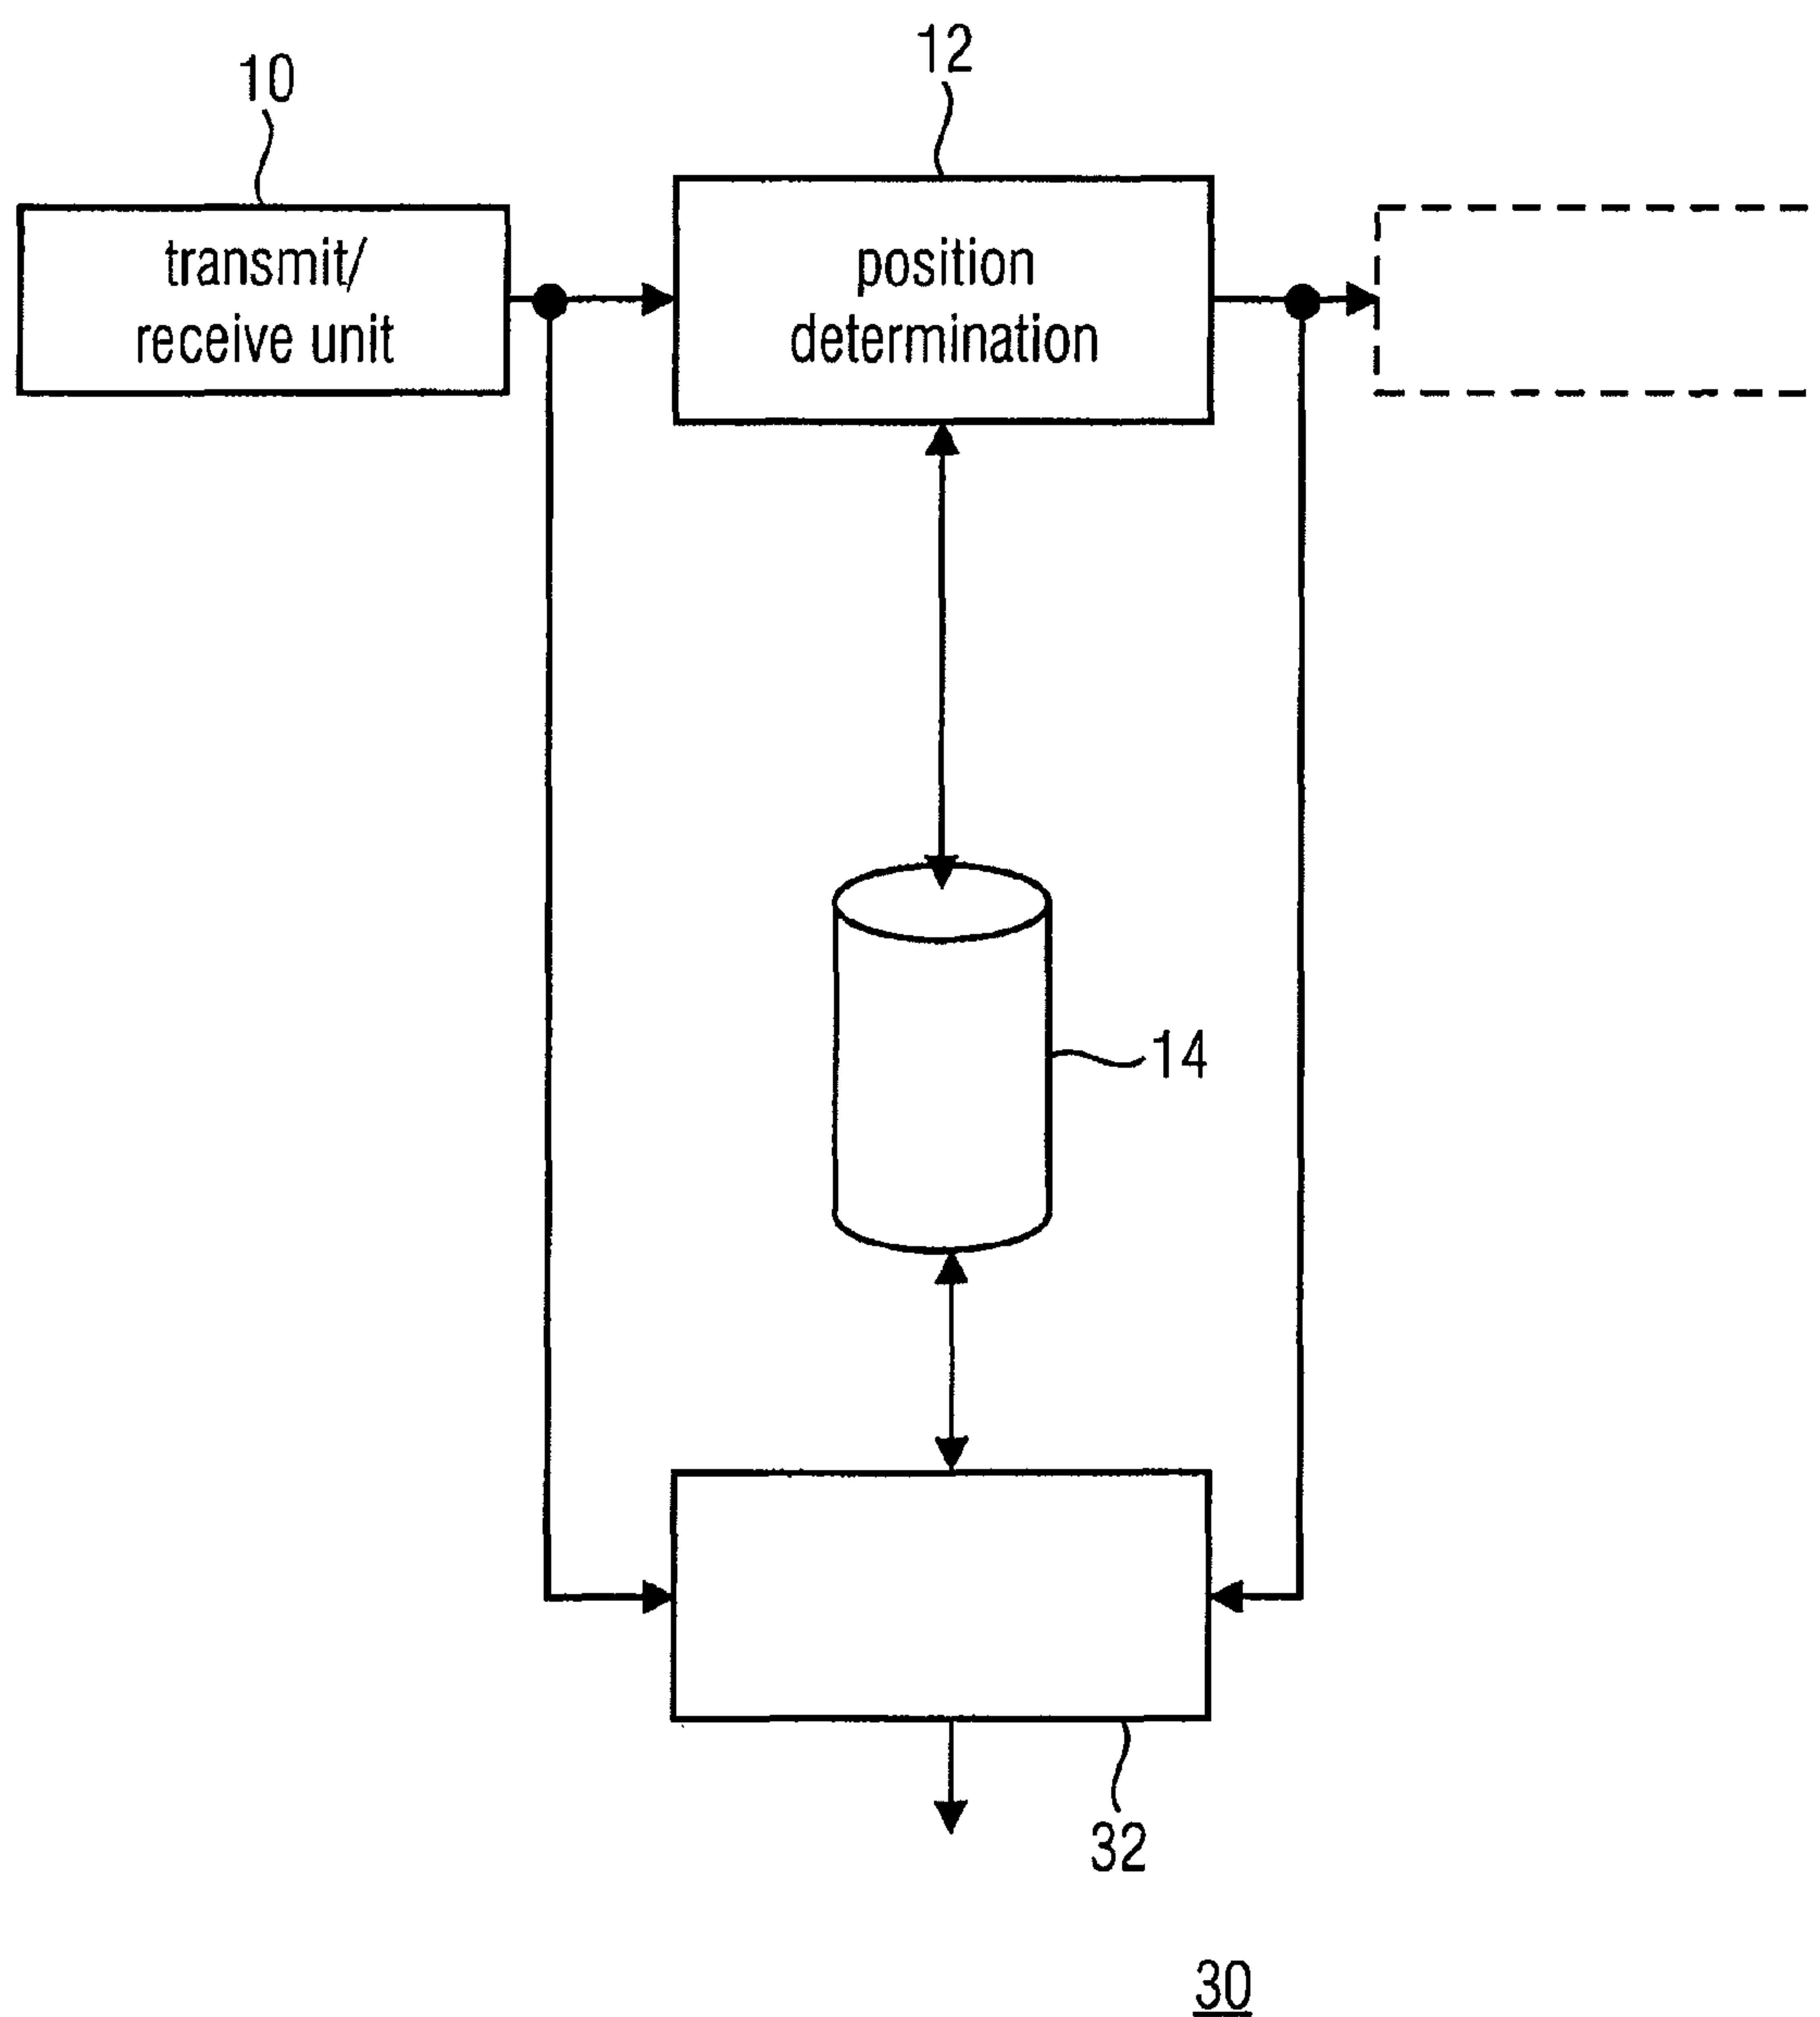 10
12
transmit/
receive unit
position
determination
14
32
30